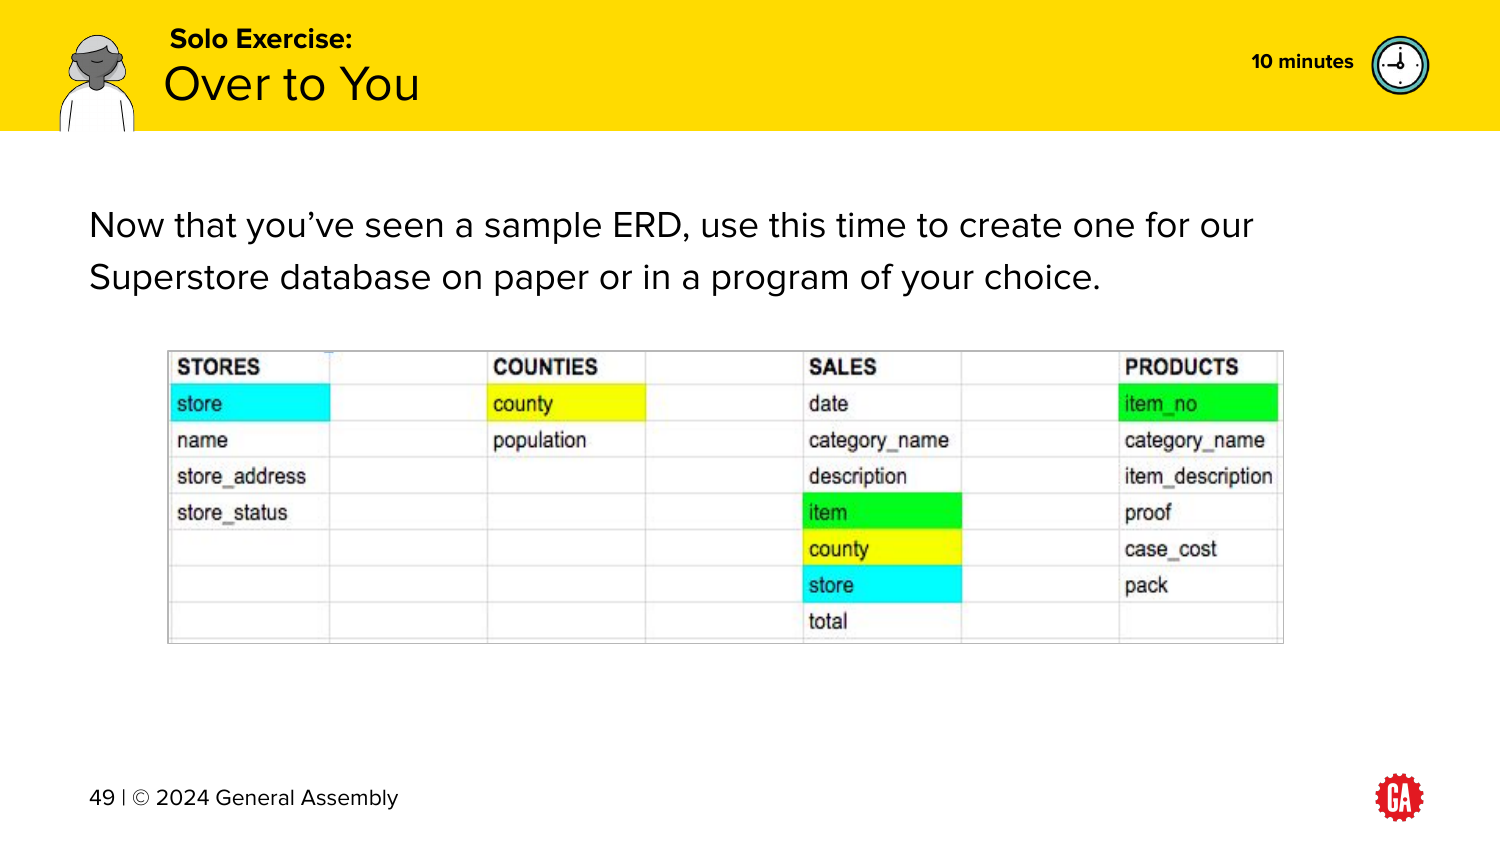 Solo Exercise:
Over to You
10 minutes
Now that you’ve seen a sample ERD, use this time to create one for our
Superstore database on paper or in a program of your choice.
STORES COUNTIES SALES PRODUCTS
store county date item_no
name population category_name category_name
store_address description item_description
store_status item proof
county case_cost
store pack
total
49 | © 2024 General Assembly
GA